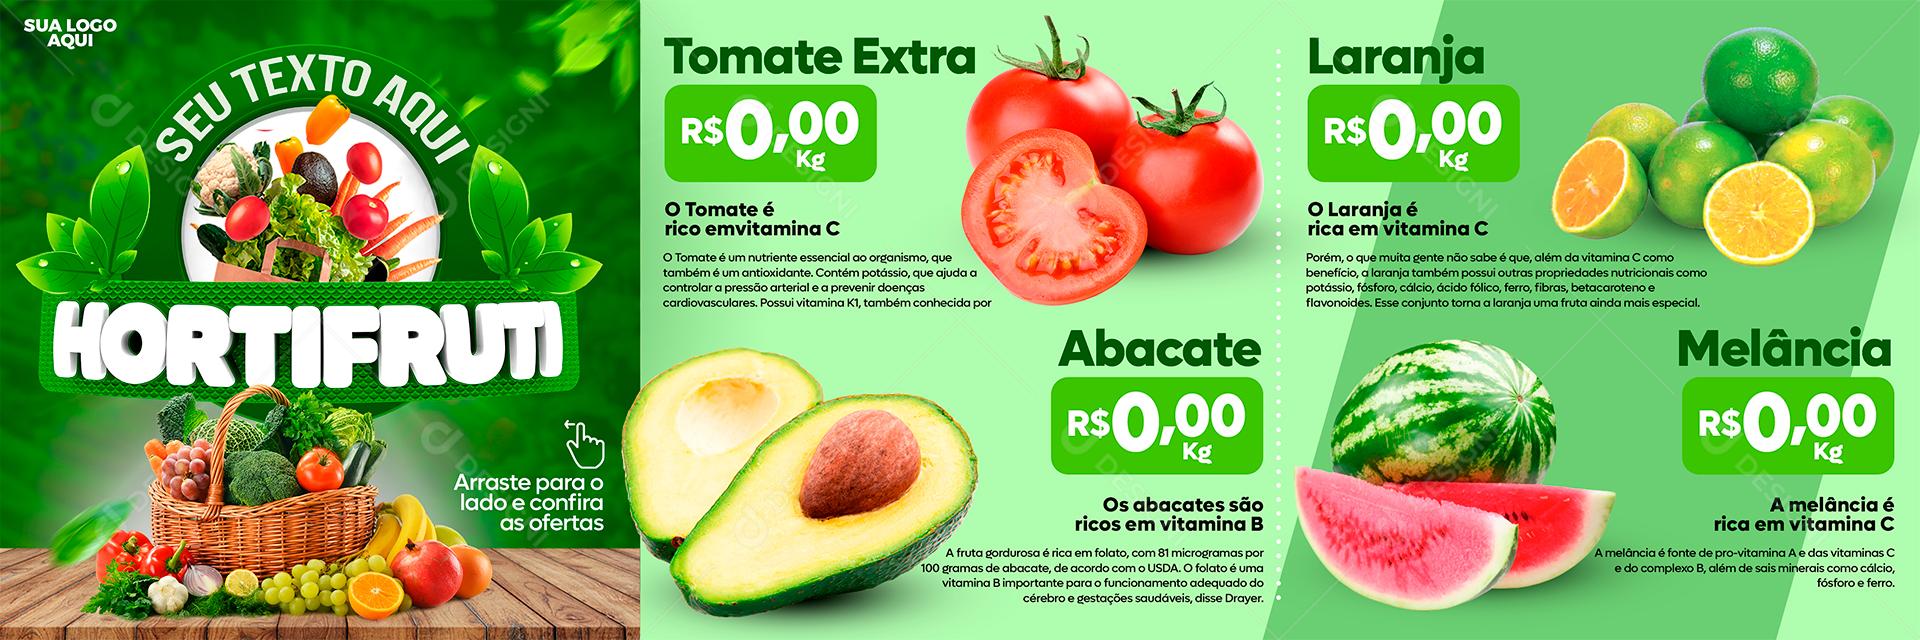 SUA LOGO
AQUI
SEU TEXTO AQUI
HORTIFRUTI
Arraste para o
lado e confira
as ofertas
Tomate Extra
R$0,00
Kg
O Tomate é
rico emvitamina C
O Tomate é um nutriente essencial ao organismo, que
também é um antioxidante. Contém potássio, que ajuda a
controlar a pressão arterial e a prevenir doenças
cardiovasculares. Possui vitamina K1, também conhecida por
Abacate
R$0,00
Kg
Os abacates são
ricos em vitamina B
A fruta gordurosa é rica em folato, com 81 microgramas por
100 gramas de abacate, de acordo com o USDA. O folato é uma
vitamina B importante para o funcionamento adequado do
cérebro e gestações saudáveis, disse Drayer.
Laranja
R$0,00
Kg
O Laranja é
rica em vitamina C
Porém, o que muita gente não sabe é que, além da vitamina C como
benefício, a laranja também possui outras propriedades nutricionais como
potássio, fósforo, cálcio, ácido fólico, ferro, fibras, betacaroteno e
flavonoides. Esse conjunto torna a laranja uma fruta ainda mais especial.
Melância
R$0,00
Kg
A melância é
rica em vitamina C
A melância é fonte de pro-vitamina A e das vitaminas C
e do complexo B, além de sais minerais como cálcio,
fósforo e ferro.